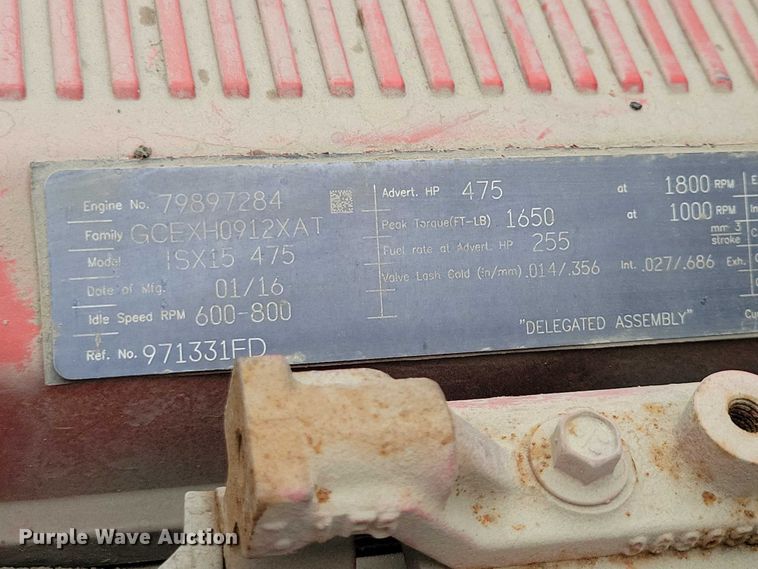 Engine No. 79897284
Family GCEXH0912XAT
Model ISX15 475
Date of Mfg. 01/16
Idle Speed RPM 600-800
Ref. No. 971331ED
Advert. HP 475 at 1800 RPM
Peak Torque(FT-LB) 1650 at 1000 RPM
Fuel rate at Advert. HP 255 mm 3 stroke
Valve Lash Cold (in/mm) .014/.356 Int. .027/.686 Exh.
"DELEGATED ASSEMBLY"
Purple Wave Auction